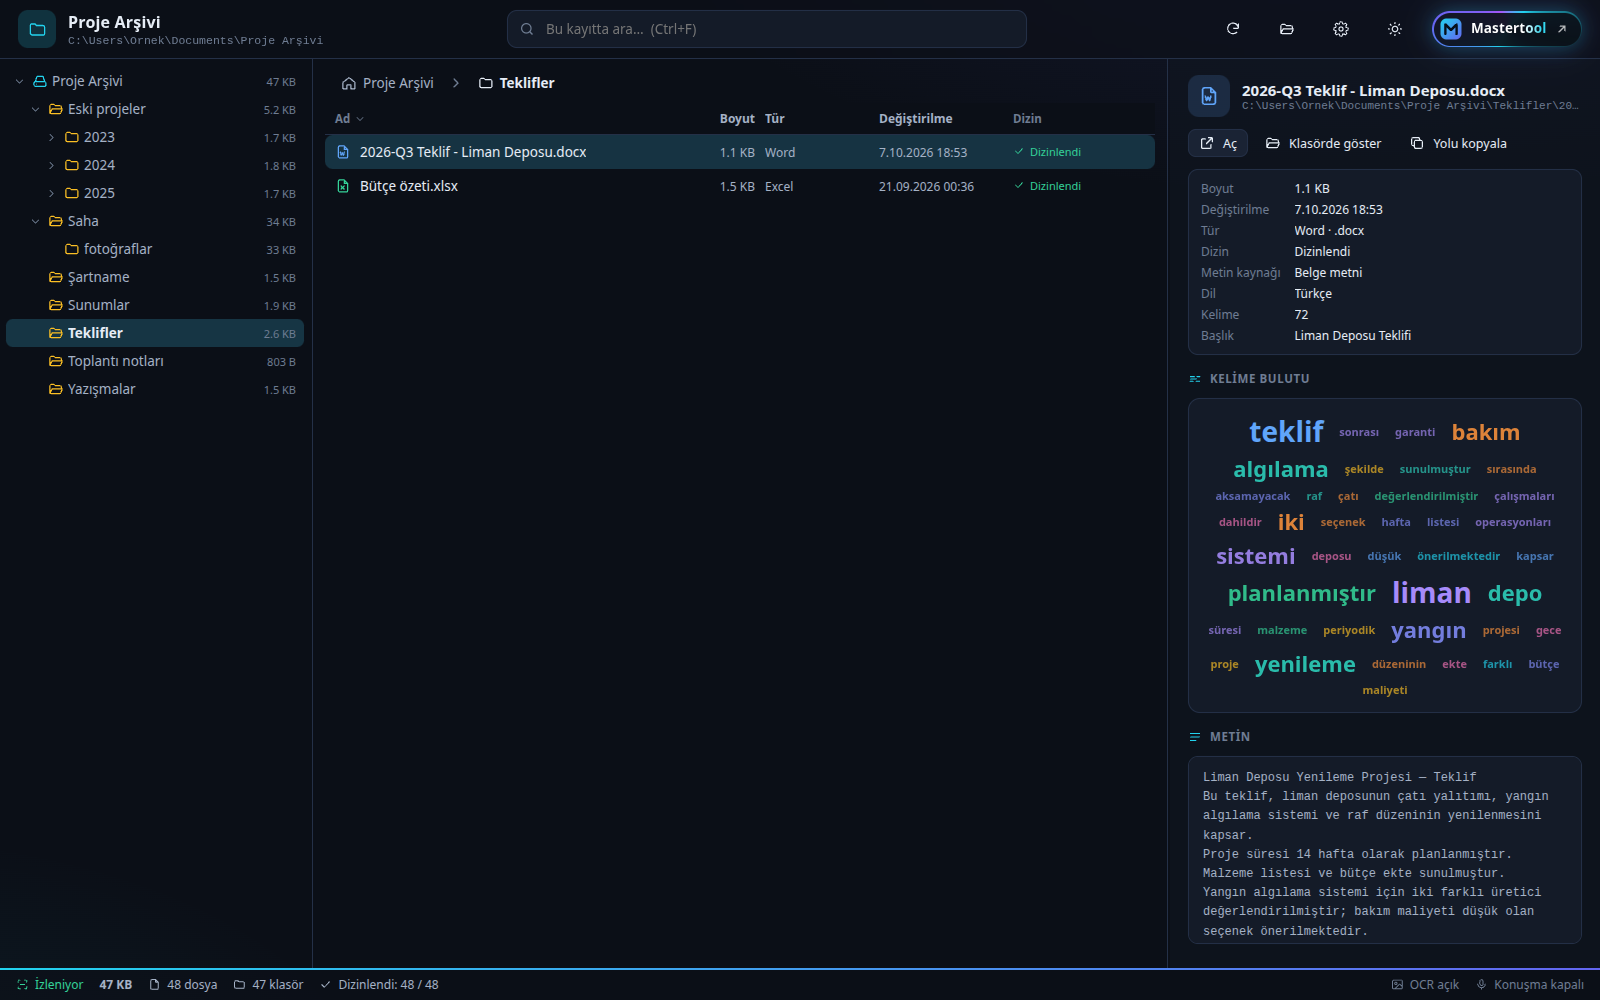 Proje Arşivi
C:\Users\Ornek\Documents\Proje Arşivi
Bu kayıtta ara... (Ctrl+F)
Mastertool
Proje Arşivi 47 KB
Eski projeler 5.2 KB
2023 1.7 KB
2024 1.8 KB
2025 1.7 KB
Saha 34 KB
fotoğraflar 33 KB
Şartname 1.5 KB
Sunumlar 1.9 KB
Teklifler 2.6 KB
Toplantı notları 803 B
Yazışmalar 1.5 KB
Proje Arşivi Teklifler
Ad Boyut Tür Değiştirilme Dizin
2026-Q3 Teklif - Liman Deposu.docx 1.1 KB Word 7.10.2026 18:53 Dizinlendi
Bütçe özeti.xlsx 1.5 KB Excel 21.09.2026 00:36 Dizinlendi
2026-Q3 Teklif - Liman Deposu.docx
C:\Users\Ornek\Documents\Proje Arşivi\Teklifler\20...
Aç Klasörde göster Yolu kopyala
Boyut 1.1 KB
Değiştirilme 7.10.2026 18:53
Tür Word · .docx
Dizin Dizinlendi
Metin kaynağı Belge metni
Dil Türkçe
Kelime 72
Başlık Liman Deposu Teklifi
KELİME BULUTU
teklif sonrası garanti bakım
algılama şekilde sunulmuştur sırasında
aksamayacak raf çatı değerlendirilmiştir çalışmaları
dahildir iki seçenek hafta listesi operasyonları
sistemi deposu düşük önerilmektedir kapsar
planlanmıştır liman depo
süresi malzeme periyodik yangın projesi gece
proje yenileme düzeninin ekte farklı bütçe
maliyeti
METİN
Liman Deposu Yenileme Projesi — Teklif
Bu teklif, liman deposunun çatı yalıtımı, yangın
algılama sistemi ve raf düzeninin yenilenmesini
kapsar.
Proje süresi 14 hafta olarak planlanmıştır.
Malzeme listesi ve bütçe ekte sunulmuştur.
Yangın algılama sistemi için iki farklı üretici
değerlendirilmiştir; bakım maliyeti düşük olan
seçenek önerilmektedir.
İzleniyor 47 KB 48 dosya 47 klasör Dizinlendi: 48 / 48
OCR açık Konuşma kapalı